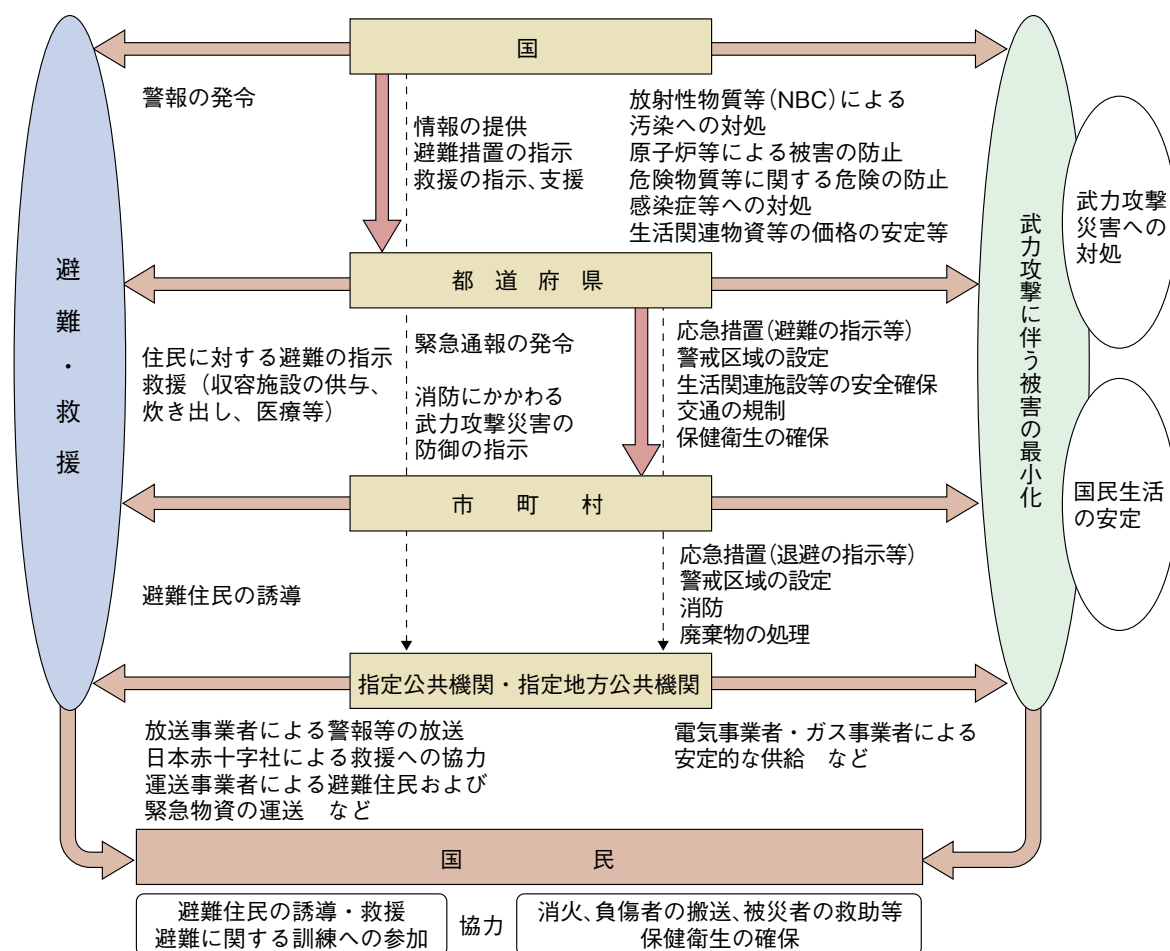 国
警報の発令
情報の提供
避難措置の指示
救援の指示、支援
放射性物質等（NBC）による
汚染への対処
原子炉等による被害の防止
危険物質等に関する危険の防止
感染症等への対処
生活関連物資等の価格の安定等
避難・救援
武力攻撃に伴う被害の最小化
武力攻撃
災害への
対処
国民生活
の安定
都道府県
住民に対する避難の指示
救援（収容施設の供与、
炊き出し、医療等）
緊急通報の発令
消防にかかわる
武力攻撃災害の
防御の指示
応急措置（避難の指示等）
警戒区域の設定
生活関連施設等の安全確保
交通の規制
保健衛生の確保
市町村
避難住民の誘導
応急措置（退避の指示等）
警戒区域の設定
消防
廃棄物の処理
指定公共機関・指定地方公共機関
放送事業者による警報等の放送
日本赤十字社による救援への協力
運送事業者による避難住民および
緊急物資の運送　など
電気事業者・ガス事業者による
安定的な供給　など
国民
避難住民の誘導・救援
避難に関する訓練への参加
協力
消火、負傷者の搬送、被災者の救助等
保健衛生の確保